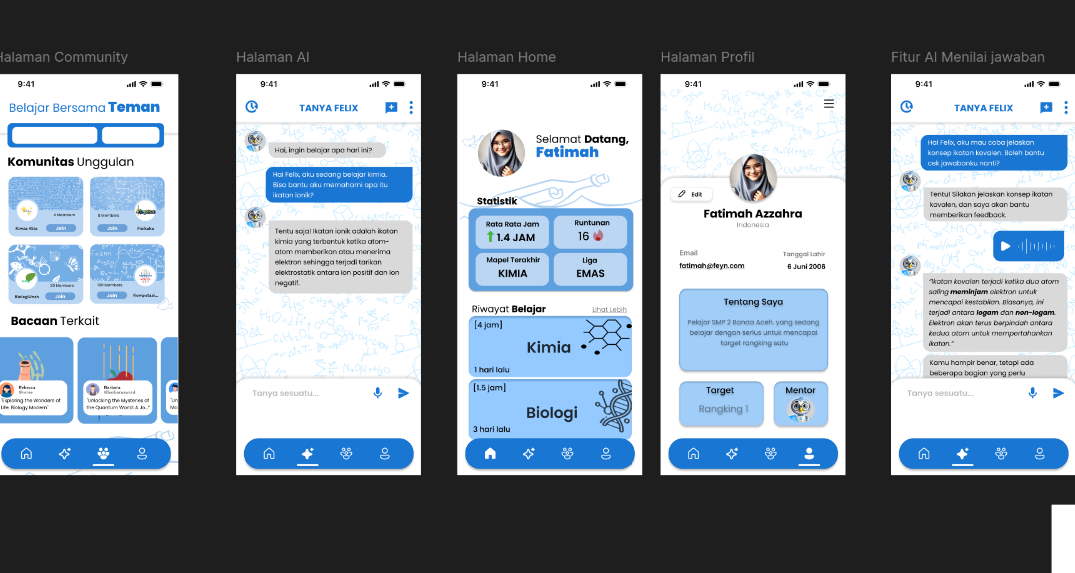 Halaman Community
9:41
Belajar Bersama Teman
Komunitas Unggulan
Join
Kimia-Kita
6 Members
Join
Fisikaka
Join
BiologiUnah
Join
Bacaan Terkait
Rebecca
"Exploring the Wonders of
Life: Biology Modern"
Barbara
"Unlocking the Mysteries of
the Quantum World: A Jo..."
Halaman AI
9:41
TANYA FELIX
Hai, ingin belajar apa hari ini?
Hai Felix, aku sedang belajar kimia.
Bisa bantu aku memahami apa itu
ikatan ionik?
Tentu saja! Ikatan ionik adalah ikatan
kimia yang terbentuk ketika atom-
atom memberikan atau menerima
elektron sehingga terjadi tarikan
elektrostatik antara ion positif dan ion
negatif.
Tanya sesuatu...
Halaman Home
9:41
Selamat Datang,
Fatimah
Statistik
Rata Rata Jam
1.4 JAM
Runtunan
16
Mapel Terakhir
KIMIA
Liga
EMAS
Riwayat Belajar
Lihat Lebih
[4 jam]
Kimia
1 hari lalu
[1.5 jam]
Biologi
3 hari lalu
Halaman Profil
9:41
Edit
Fatimah Azzahra
Indonesia
Email
fatimah@feyn.com
Tanggal Lahir
6 Juni 2006
Tentang Saya
Pelajar SMP 2 Banda Aceh, yang sedang
belajar dengan serius untuk mencapai
target rangking satu
Target
Rangking 1
Mentor
Fitur AI Menilai jawaban
9:41
TANYA FELIX
Hai Felix, aku mau coba jelaskan
konsep ikatan kovalen. Boleh bantu
cek jawabanku nanti?
Tentu! Silakan jelaskan konsep ikatan
kovalen, dan saya akan bantu
memberikan feedback.
"Ikatan kovalen terjadi ketika dua atom
saling meminjam elektron untuk
mencapai kestabilan. Biasanya, ini
terjadi antara logam dan non-logam.
Elektron akan terus berpindah antara
kedua atom untuk mempertahankan
ikatan."
Kamu hampir benar, tetapi ada
beberapa bagian yang perlu
Tanya sesuatu...